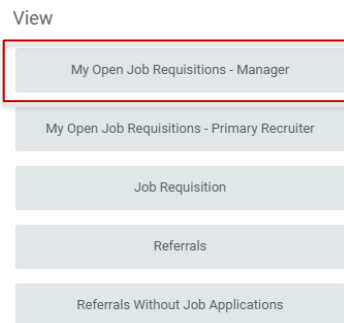 View
My Open Job Requisitions - Manager
My Open Job Requisitions - Primary Recruiter
Job Requisition
Referrals
Referrals Without Job Applications